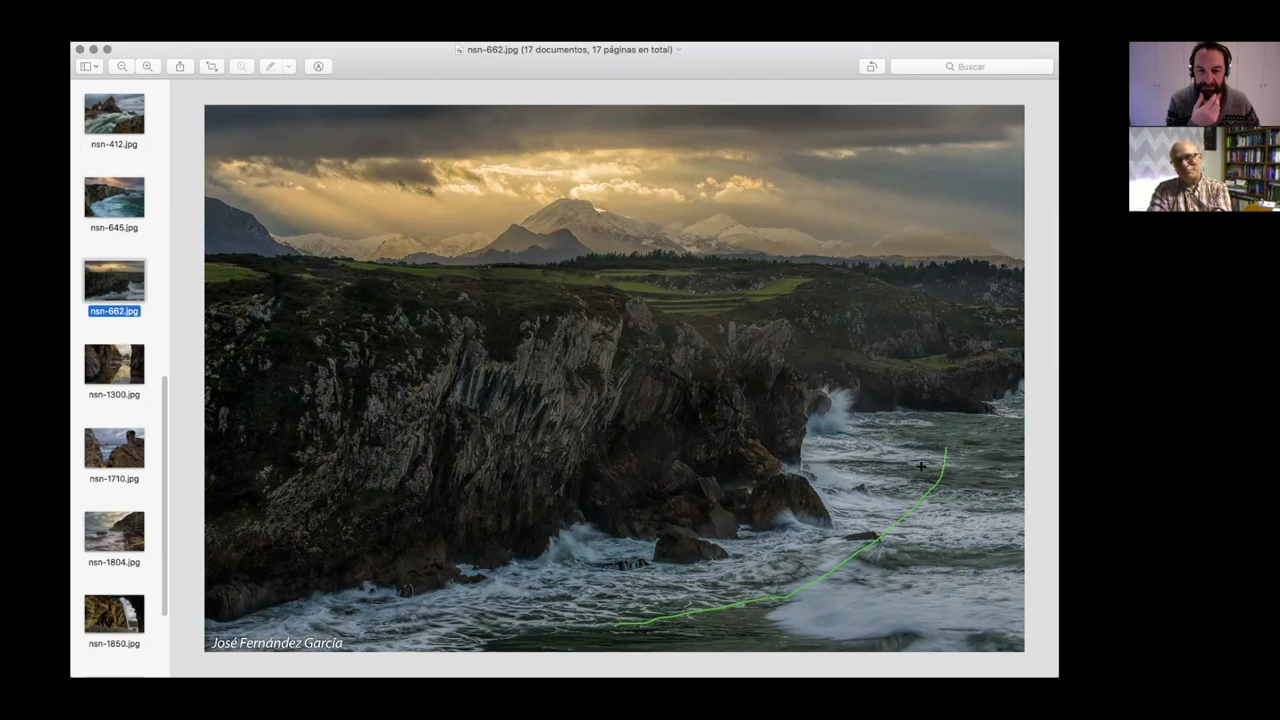 nsn-662.jpg (17 documentos, 17 páginas en total)
Buscar
nsn-412.jpg
nsn-645.jpg
nsn-662.jpg
nsn-1300.jpg
nsn-1710.jpg
nsn-1804.jpg
nsn-1850.jpg
José Fernández García